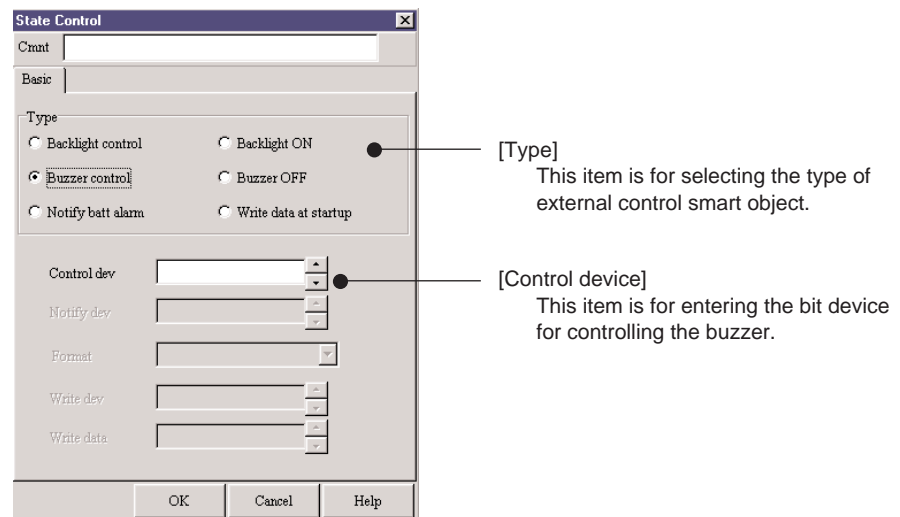 State Control
Cmnt
Basic
Type
Backlight control Backlight ON
Buzzer control Buzzer OFF
Notify batt alarm Write data at startup
Control dev
Notify dev
Format
Write dev
Write data
OK Cancel Help
[Type]
This item is for selecting the type of
external control smart object.
[Control device]
This item is for entering the bit device
for controlling the buzzer.